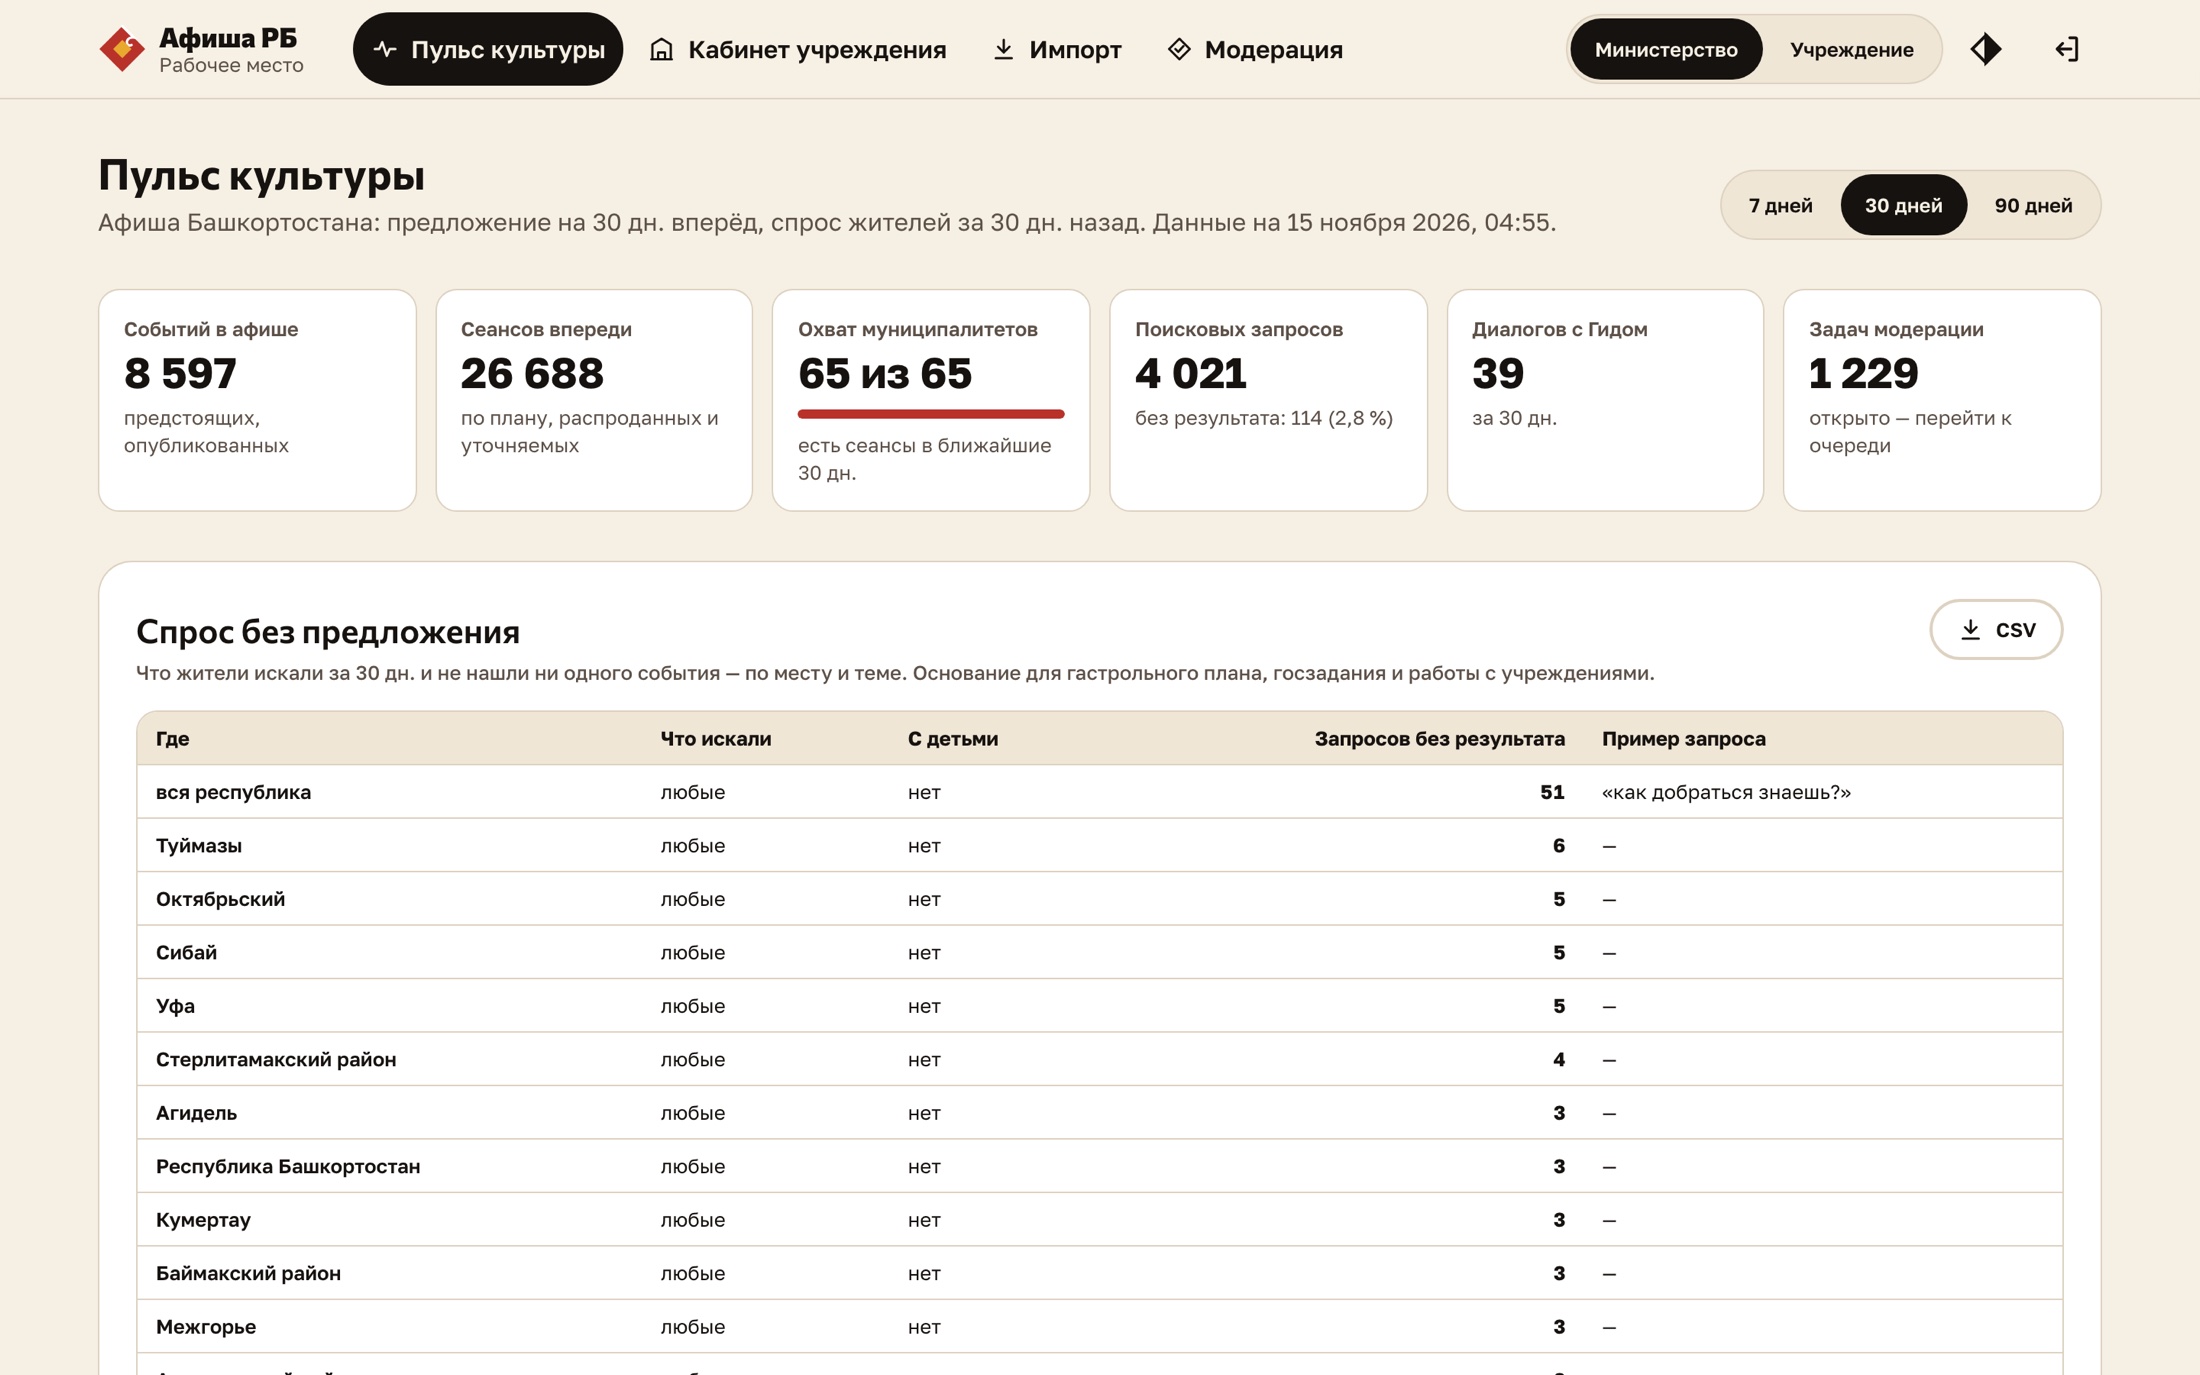 Афиша РБ
Рабочее место
Пульс культуры
Кабинет учреждения
Импорт
Модерация
Министерство
Учреждение
Пульс культуры
Афиша Башкортостана: предложение на 30 дн. вперёд, спрос жителей за 30 дн. назад. Данные на 15 ноября 2026, 04:55.
7 дней
30 дней
90 дней
Событий в афише
8 597
предстоящих,
опубликованных
Сеансов впереди
26 688
по плану, распроданных и
уточняемых
Охват муниципалитетов
65 из 65
есть сеансы в ближайшие
30 дн.
Поисковых запросов
4 021
без результата: 114 (2,8 %)
Диалогов с Гидом
39
за 30 дн.
Задач модерации
1 229
открыто — перейти к
очереди
Спрос без предложения
CSV
Что жители искали за 30 дн. и не нашли ни одного события — по месту и теме. Основание для гастрольного плана, госзадания и работы с учреждениями.
Где Что искали С детьми Запросов без результата Пример запроса
вся республика любые нет 51 «как добраться знаешь?»
Туймазы любые нет 6 —
Октябрьский любые нет 5 —
Сибай любые нет 5 —
Уфа любые нет 5 —
Стерлитамакский район любые нет 4 —
Агидель любые нет 3 —
Республика Башкортостан любые нет 3 —
Кумертау любые нет 3 —
Баймакский район любые нет 3 —
Межгорье любые нет 3 —